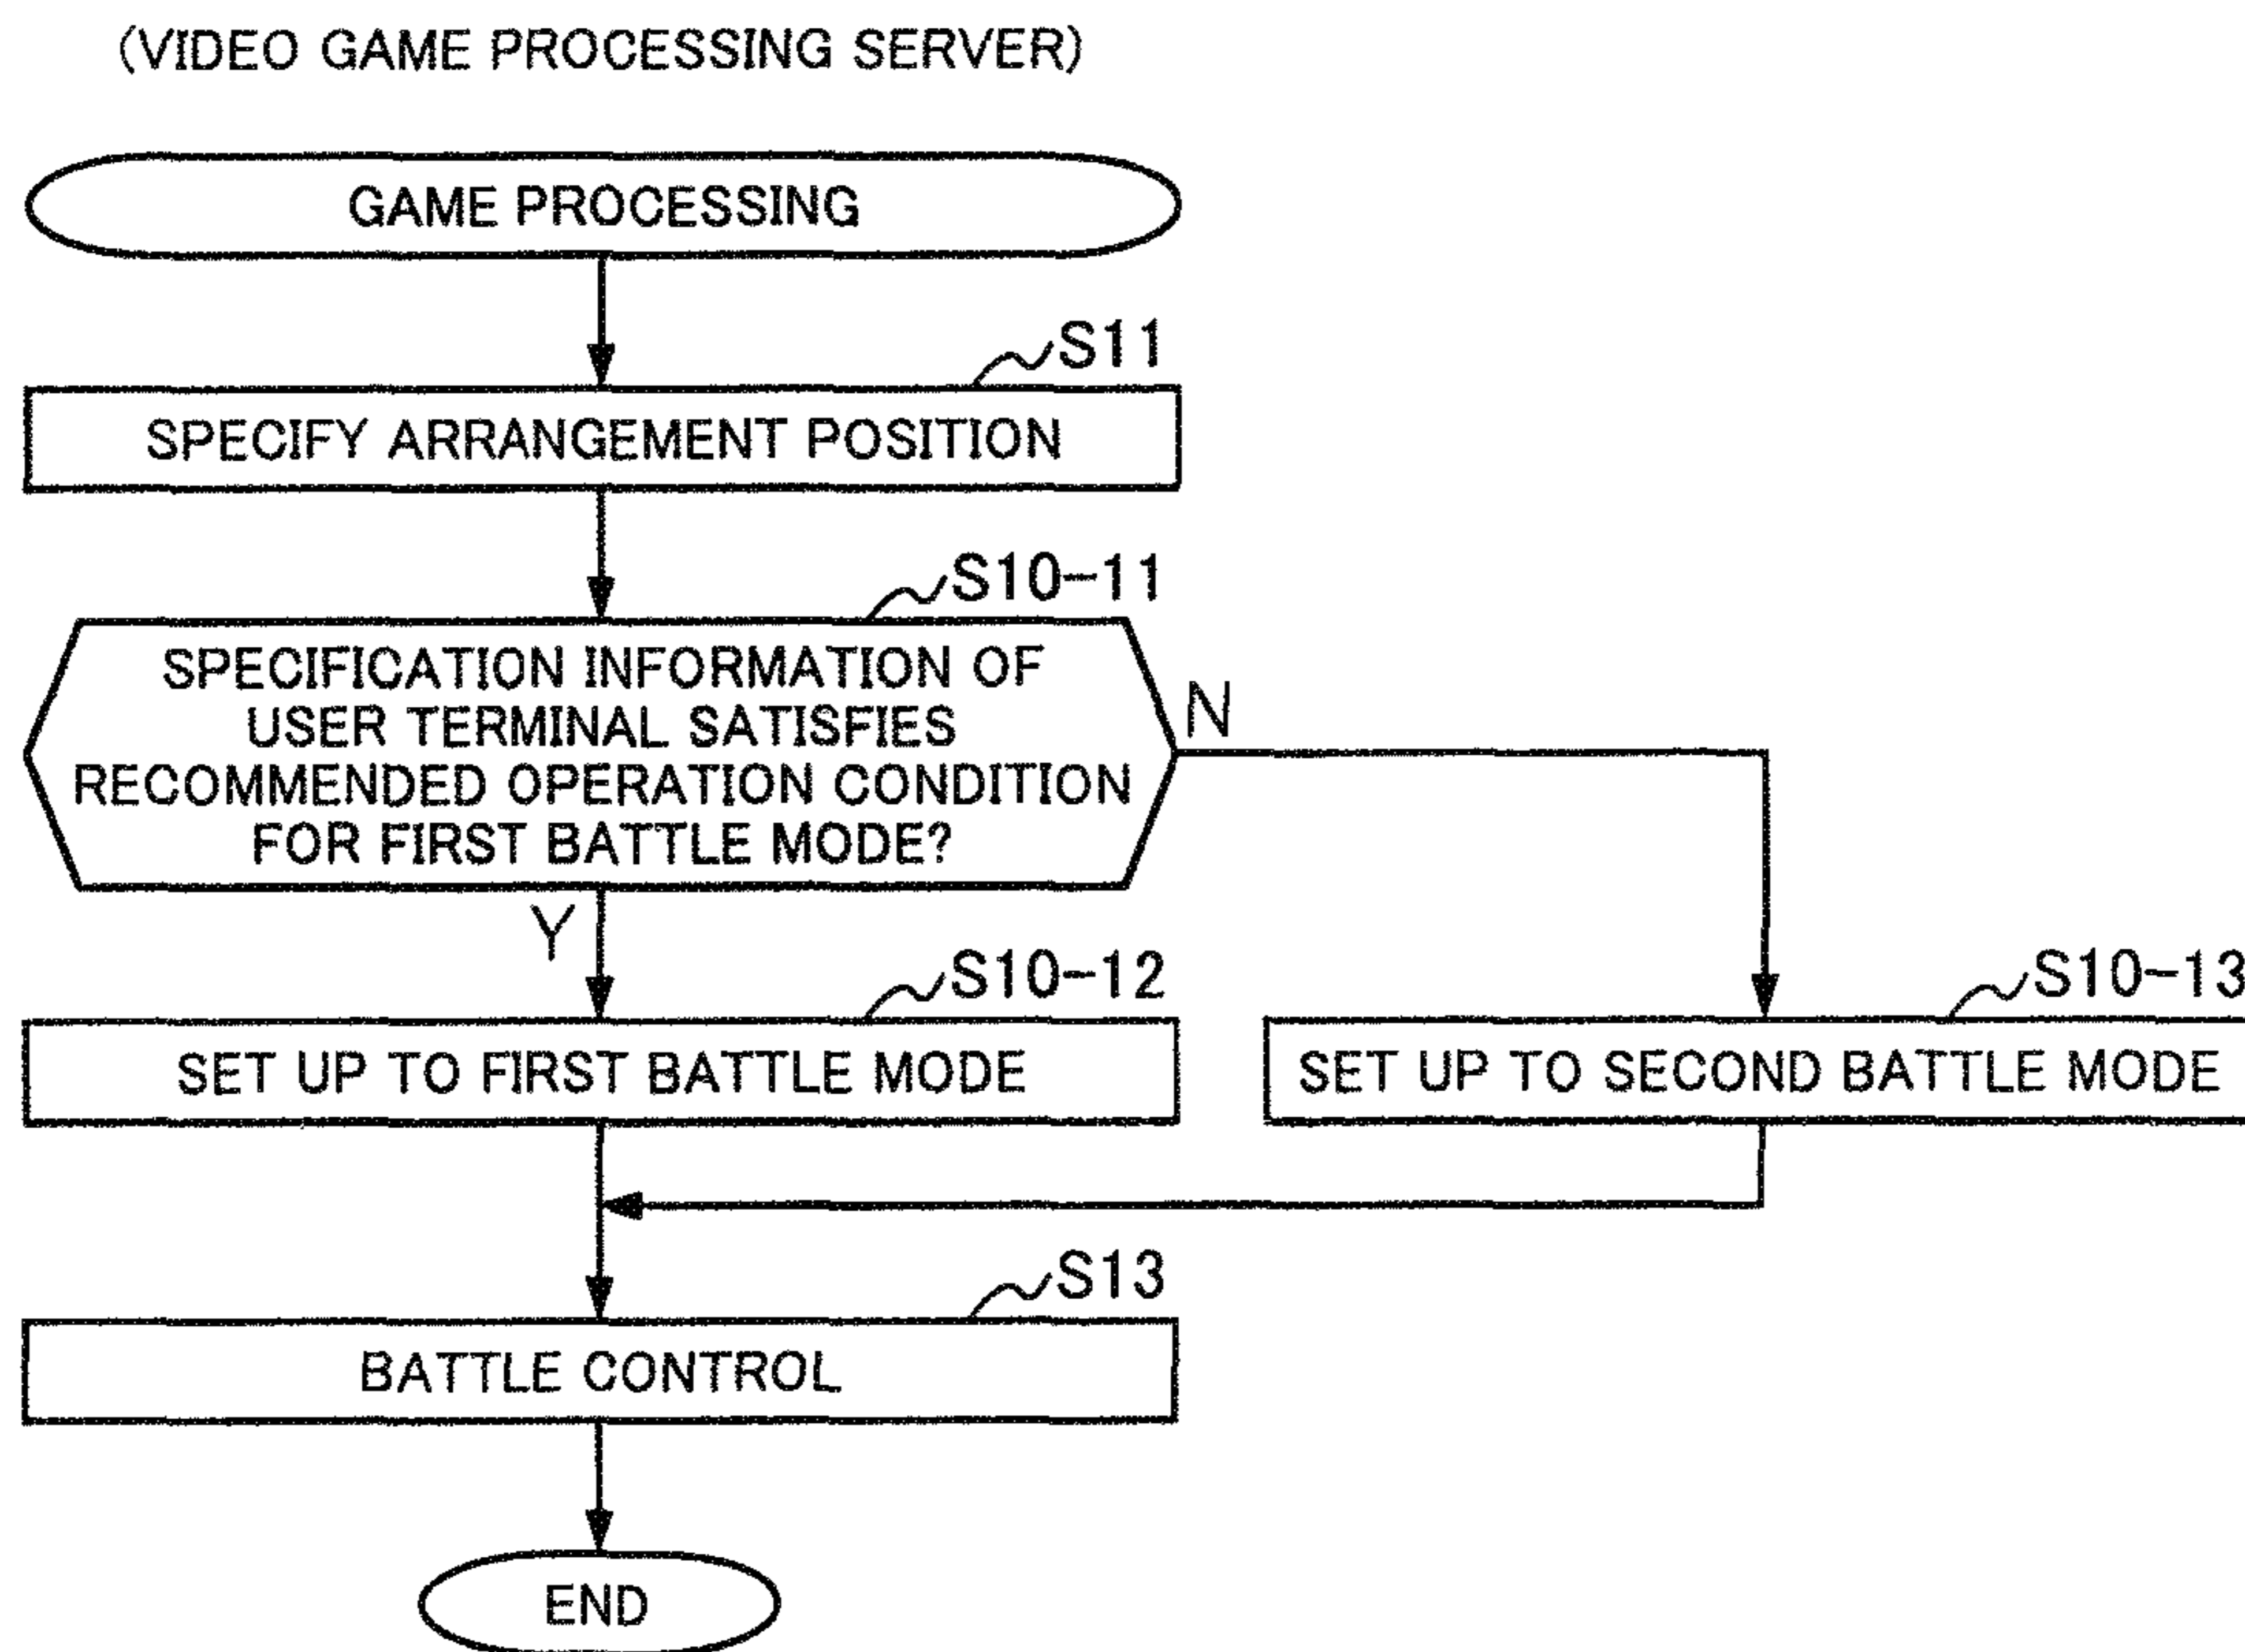 (VIDEO GAME PROCESSING SERVER)
GAME PROCESSING
S11
SPECIFY ARRANGEMENT POSITION
S10-11
SPECIFICATION INFORMATION OF
USER TERMINAL SATISFIES
RECOMMENDED OPERATION CONDITION
FOR FIRST BATTLE MODE?
N
Y
S10-12
SET UP TO FIRST BATTLE MODE
S10-13
SET UP TO SECOND BATTLE MODE
S13
BATTLE CONTROL
END